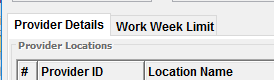 Provider Details Work Week Limit
Provider Locations
# Provider ID Location Name